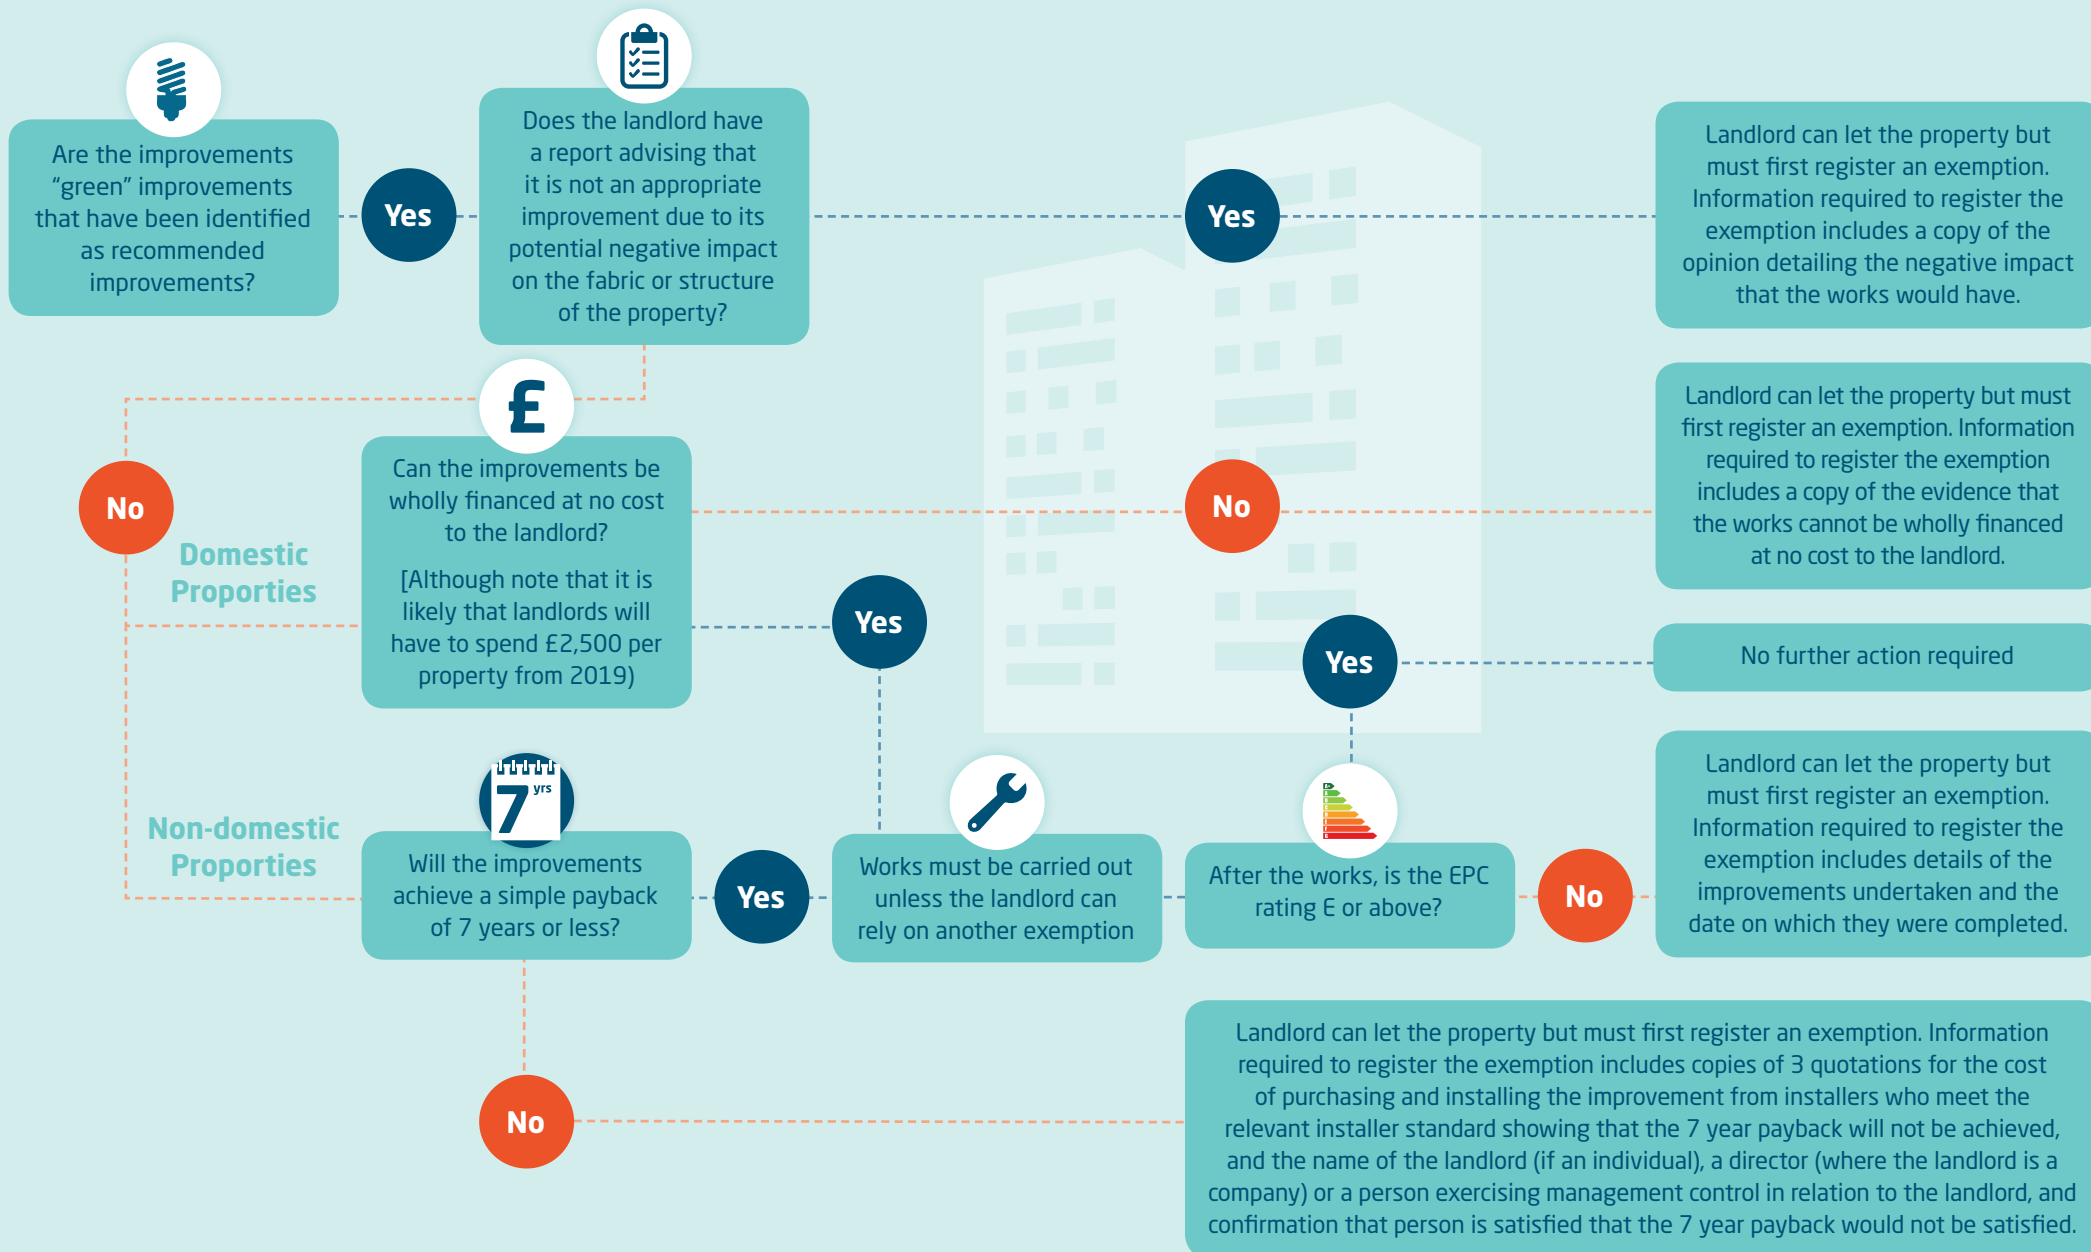 Are the improvements
“green” improvements
that have been identified
as recommended
improvements?
Yes
Does the landlord have
a report advising that
it is not an appropriate
improvement due to its
potential negative impact
on the fabric or structure
of the property?
Yes
Landlord can let the property but
must first register an exemption.
Information required to register the
exemption includes a copy of the
opinion detailing the negative impact
that the works would have.
No
Domestic
Properties
£
Can the improvements be
wholly financed at no cost
to the landlord?
[Although note that it is
likely that landlords will
have to spend £2,500 per
property from 2019)
No
Landlord can let the property but must
first register an exemption. Information
required to register the exemption
includes a copy of the evidence that
the works cannot be wholly financed
at no cost to the landlord.
Yes
Yes
No further action required
Non-domestic
Properties
7 yrs
Will the improvements
achieve a simple payback
of 7 years or less?
Yes
Works must be carried out
unless the landlord can
rely on another exemption
After the works, is the EPC
rating E or above?
No
Landlord can let the property but
must first register an exemption.
Information required to register the
exemption includes details of the
improvements undertaken and the
date on which they were completed.
No
Landlord can let the property but must first register an exemption. Information
required to register the exemption includes copies of 3 quotations for the cost
of purchasing and installing the improvement from installers who meet the
relevant installer standard showing that the 7 year payback will not be achieved,
and the name of the landlord (if an individual), a director (where the landlord is a
company) or a person exercising management control in relation to the landlord, and
confirmation that person is satisfied that the 7 year payback would not be satisfied.